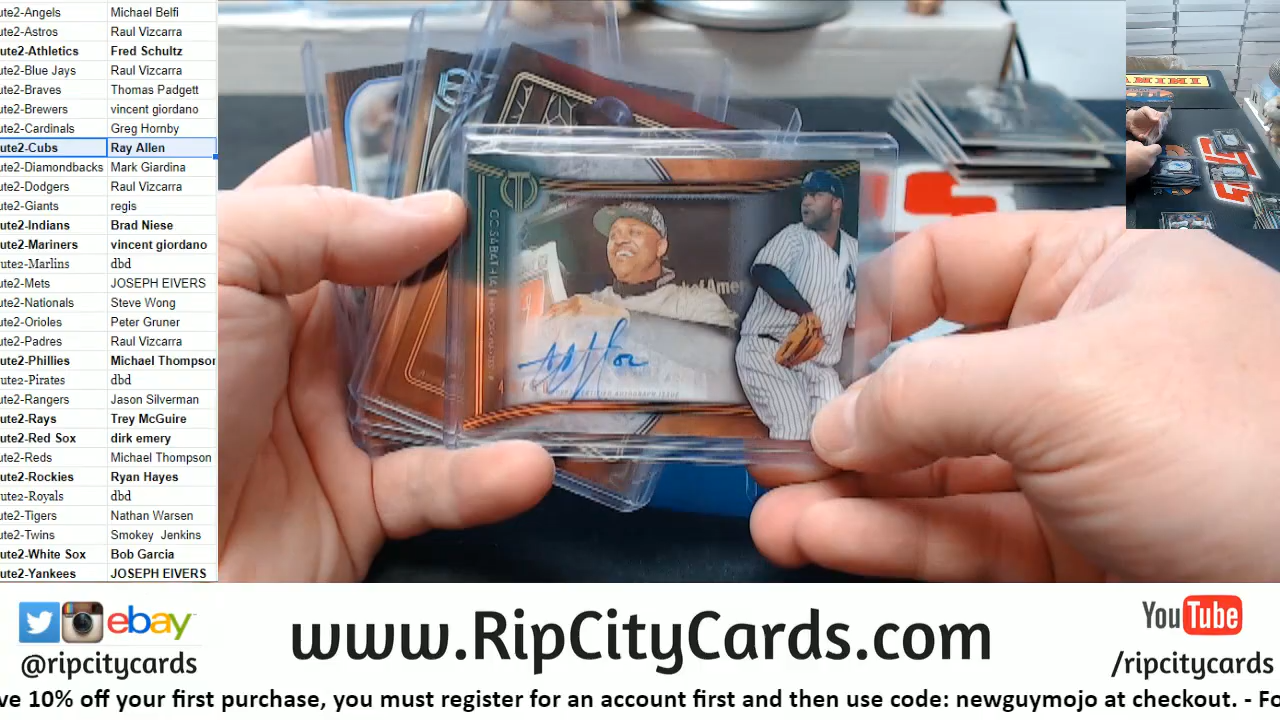 ute2-Angels Michael Belfi
ute2-Astros Raul Vizcarra
ute2-Athletics Fred Schultz
ute2-Blue Jays Raul Vizcarra
ute2-Braves Thomas Padgett
ute2-Brewers vincent giordano
ute2-Cardinals Greg Hornby
ute2-Cubs Ray Allen
ute2-Diamondbacks Mark Giardina
ute2-Dodgers Raul Vizcarra
ute2-Giants regis
ute2-Indians Brad Niese
ute2-Mariners vincent giordano
ute2-Marlins dbd
ute2-Mets JOSEPH EIVERS
ute2-Nationals Steve Wong
ute2-Orioles Peter Gruner
ute2-Padres Raul Vizcarra
ute2-Phillies Michael Thompson
ute2-Pirates dbd
ute2-Rangers Jason Silverman
ute2-Rays Trey McGuire
ute2-Red Sox dirk emery
ute2-Reds Michael Thompson
ute2-Rockies Ryan Hayes
ute2-Royals dbd
ute2-Tigers Nathan Warsen
ute2-Twins Smokey Jenkins
ute2-White Sox Bob Garcia
ute2-Yankees JOSEPH EIVERS
CC SABATHIA
PANINI
ebay
@ripcitycards
www.RipCityCards.com
YouTube
/ripcitycards
ve 10% off your first purchase, you must register for an account first and then use code: newguymojo at checkout. - Fo